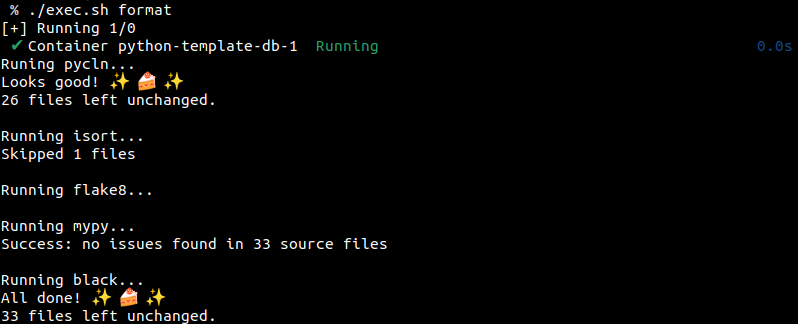 % ./exec.sh format
[+] Running 1/0
✔ Container python-template-db-1  Running 0.0s
Runing pycln...
Looks good! ✨ 🍰 ✨
26 files left unchanged.
Running isort...
Skipped 1 files
Running flake8...
Running mypy...
Success: no issues found in 33 source files
Running black...
All done! ✨ 🍰 ✨
33 files left unchanged.